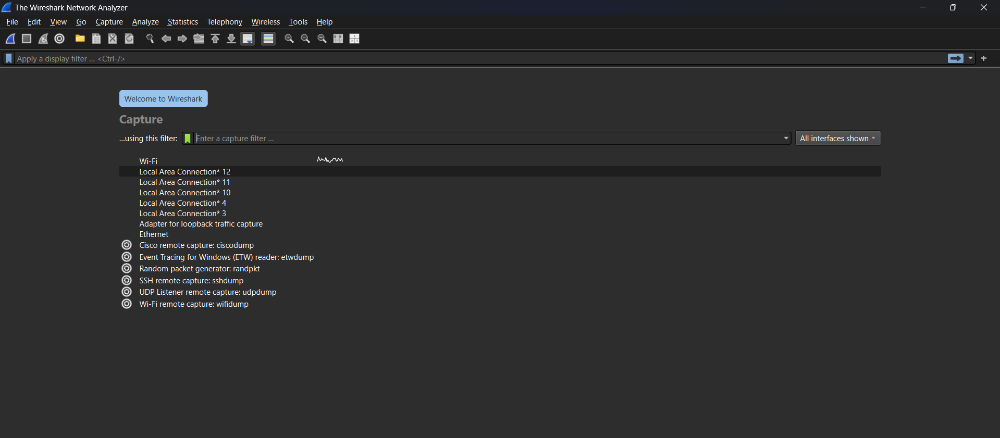 The Wireshark Network Analyzer
File Edit View Go Capture Analyze Statistics Telephony Wireless Tools Help
Apply a display filter ... <Ctrl-/>
Welcome to Wireshark
Capture
...using this filter: Enter a capture filter ... All interfaces shown
Wi-Fi
Local Area Connection* 12
Local Area Connection* 11
Local Area Connection* 10
Local Area Connection* 4
Local Area Connection* 3
Adapter for loopback traffic capture
Ethernet
Cisco remote capture: ciscodump
Event Tracing for Windows (ETW) reader: etwdump
Random packet generator: randpkt
SSH remote capture: sshdump
UDP Listener remote capture: udpdump
Wi-Fi remote capture: wifidump